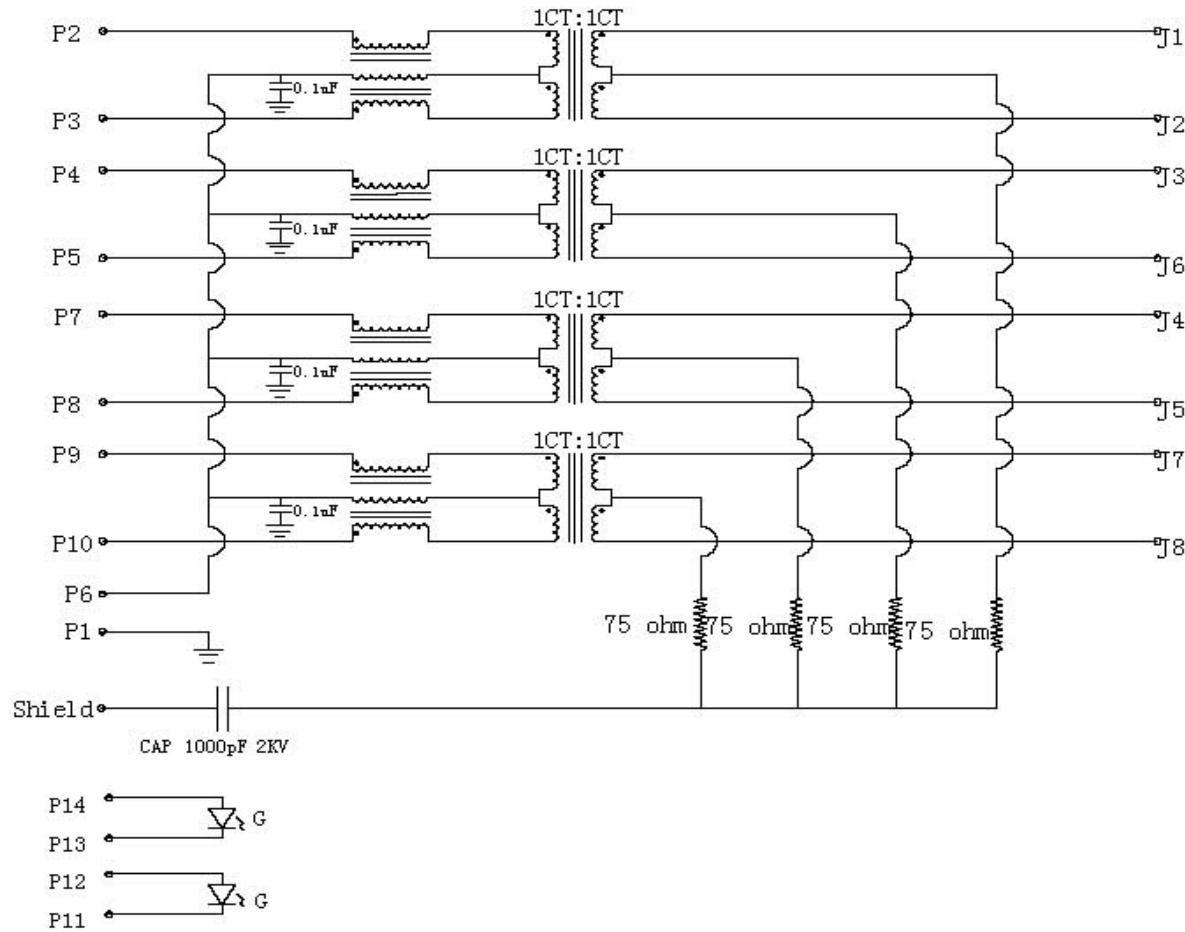 1CT:1CT
P2
J1
0.1uF
P3
J2
1CT:1CT
P4
J3
0.1uF
P5
J6
1CT:1CT
P7
J4
0.1uF
P8
J5
1CT:1CT
P9
J7
0.1uF
P10
J8
P6
P1
75 ohm 75 ohm 75 ohm 75 ohm
Shield
CAP 1000pF 2KV
P14
G
P13
P12
G
P11